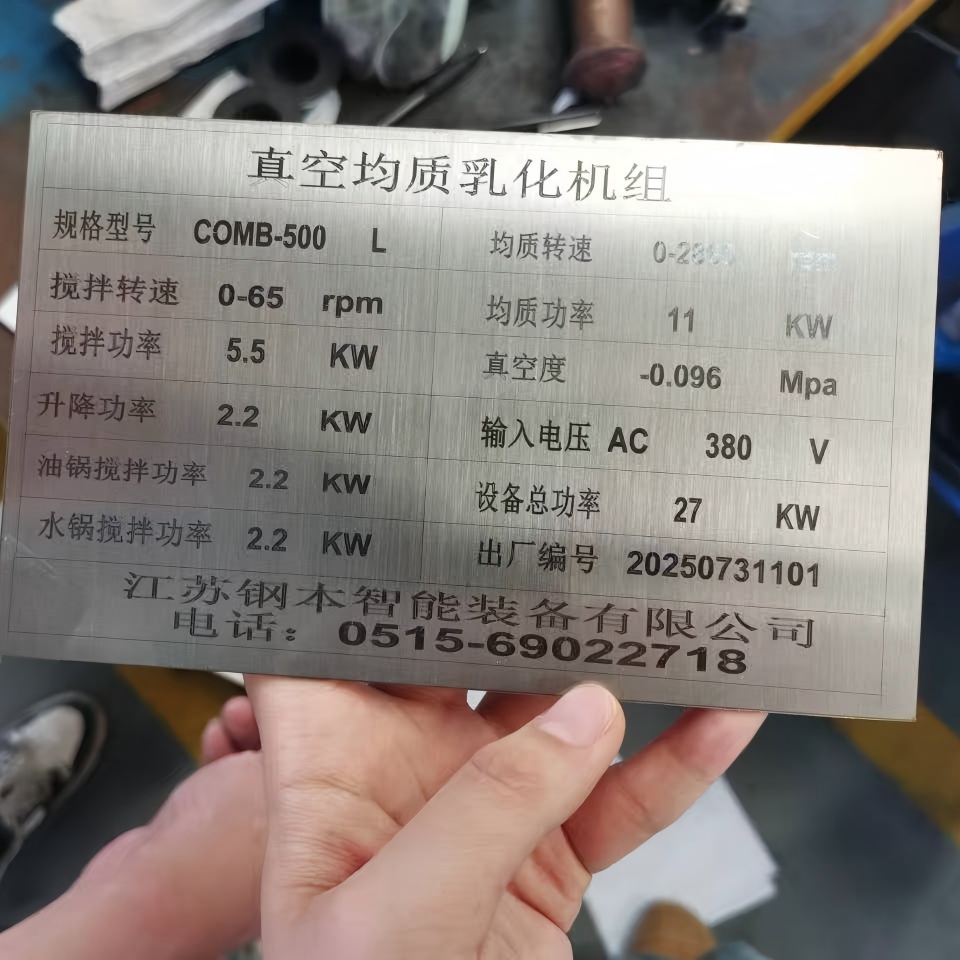 真空均质乳化机组
规格型号 COMB-500 L 均质转速
搅拌转速 0-65 rpm 均质功率 11 KW
搅拌功率 5.5 KW 真空度 -0.096 Mpa
升降功率 2.2 KW 输入电压 AC 380 V
油锅搅拌功率 2.2 KW 设备总功率 27 KW
水锅搅拌功率 2.2 KW 出厂编号 20250731101
江苏钢本智能装备有限公司
电话：0515-69022718